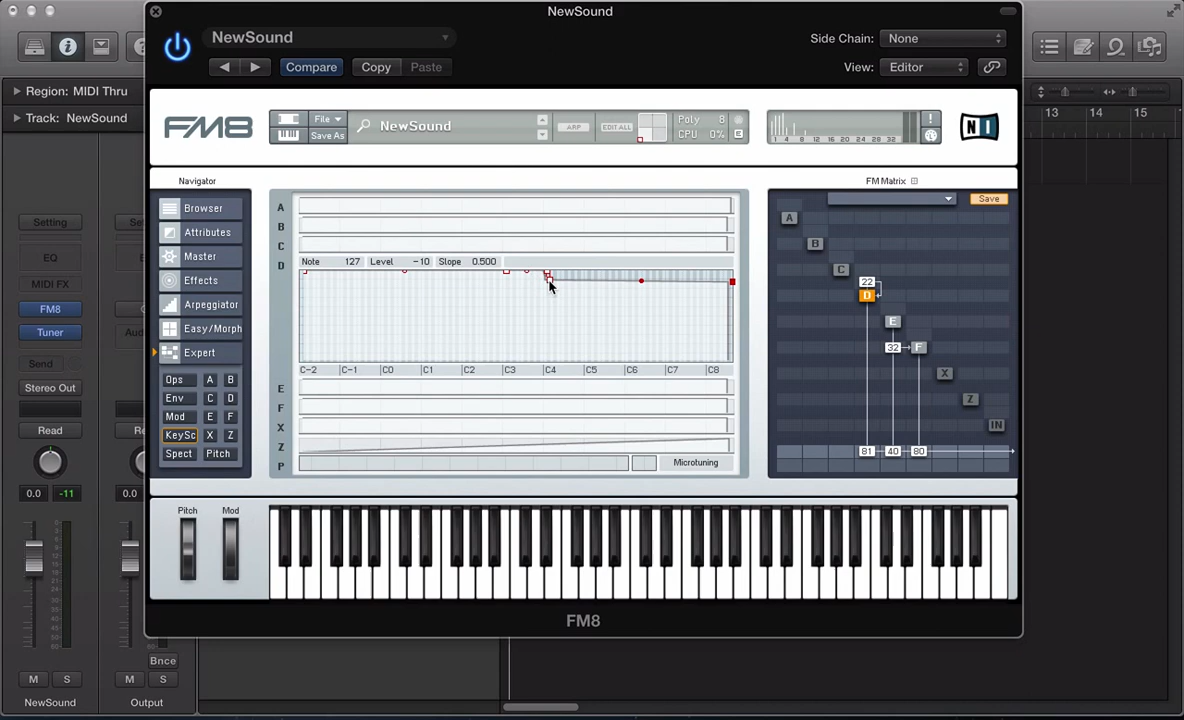 NewSound
NewSound
Side Chain: None
Compare
Copy
Paste
View: Editor
Region: MIDI Thru
Track: NewSound
13 14 15
FM8
File
Save As
NewSound
ARP
EDIT ALL
Poly 8
CPU 0%
1 4 8 12 16 20 24 28 32
!
N I
Navigator
FM Matrix
Save
Browser
Attributes
Master
Effects
Arpeggiator
Easy/Morph
Expert
Ops A B
Env C D
Mod E F
KeySc X Z
Spect Pitch
A
B
C
D
Note 127 Level -10 Slope 0.500
C-2 C-1 C0 C1 C2 C3 C4 C5 C6 C7 C8
E
F
X
Z
P
Microtuning
A
B
C
22
D
E
32 F
X
Z
IN
81 40 80
Setting
EQ
MIDI FX
FM8
Tuner
Send
Stereo Out
Read
0.0 -11
0.0
Bnce
M S
M S
NewSound
Output
Pitch Mod
FM8